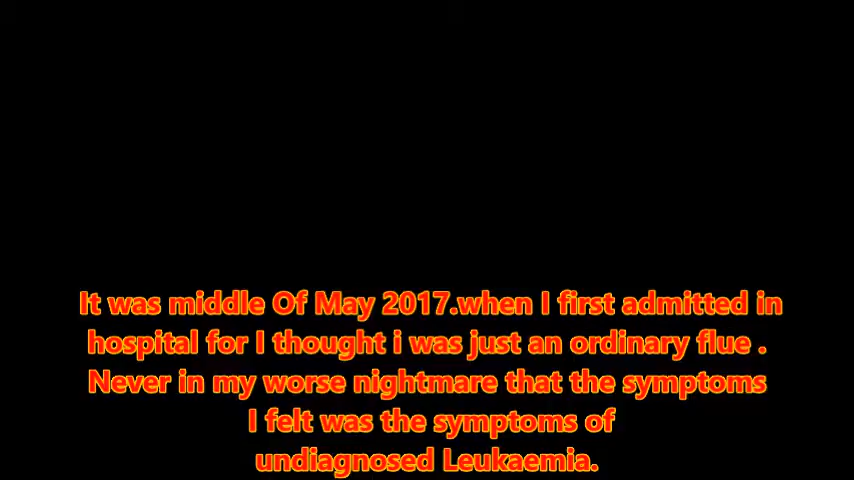 It was middle Of May 2017.when I first admitted in
hospital for I thought i was just an ordinary flue .
Never in my worse nightmare that the symptoms
I felt was the symptoms of
undiagnosed Leukaemia.